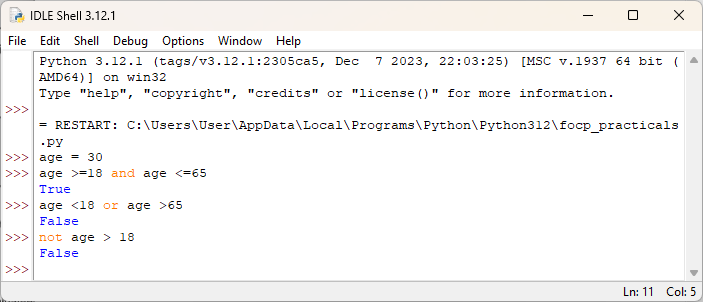 IDLE Shell 3.12.1
File Edit Shell Debug Options Window Help
Python 3.12.1 (tags/v3.12.1:2305ca5, Dec  7 2023, 22:03:25) [MSC v.1937 64 bit (
AMD64)] on win32
Type "help", "copyright", "credits" or "license()" for more information.
>>>
= RESTART: C:\Users\User\AppData\Local\Programs\Python\Python312\focp_practicals
.py
>>> age = 30
>>> age >=18 and age <=65
True
>>> age <18 or age >65
False
>>> not age > 18
False
>>>
Ln: 11 Col: 5